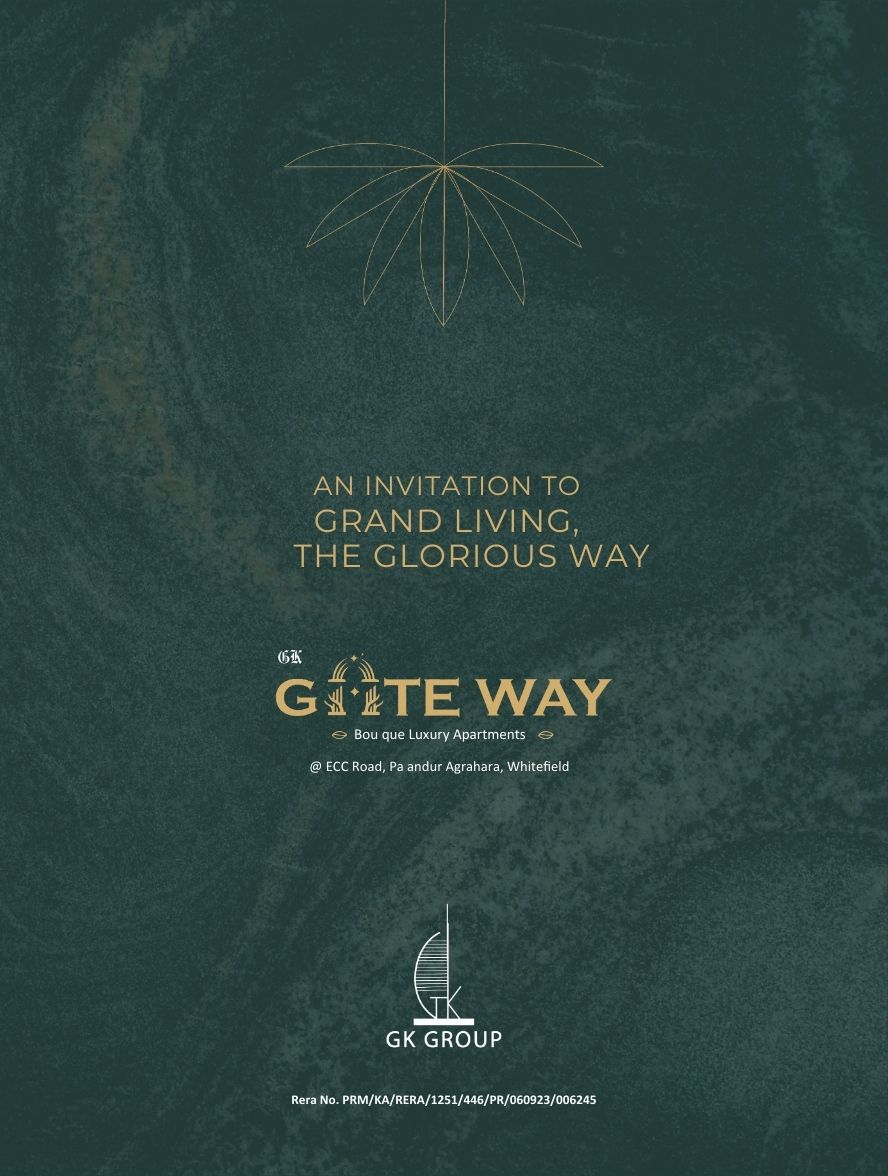 AN INVITATION TO
GRAND LIVING,
THE GLORIOUS WAY
GK
GATE WAY
Bou que Luxury Apartments
@ ECC Road, Pa andur Agrahara, Whitefield
GK
GK GROUP
Rera No. PRM/KA/RERA/1251/446/PR/060923/006245